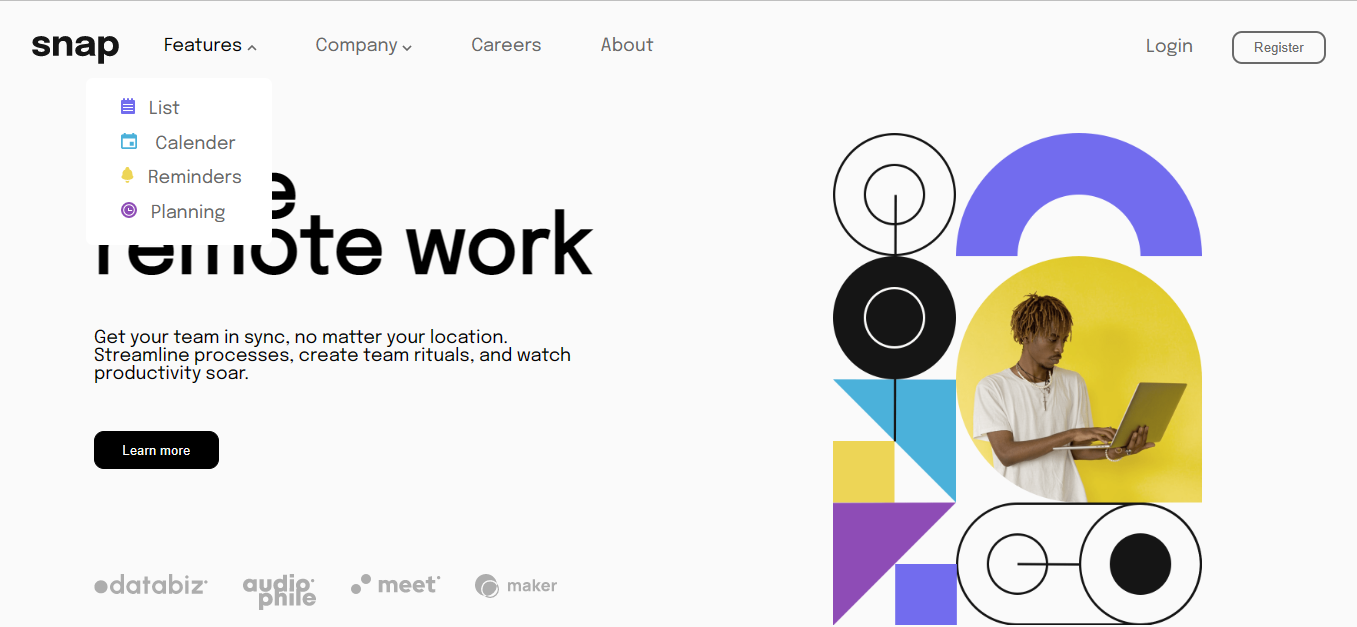 snap Features Company Careers About Login Register
List
Calender
Reminders
Planning
remote work
Get your team in sync, no matter your location.
Streamline processes, create team rituals, and watch
productivity soar.
Learn more
databiz audiophile meet maker